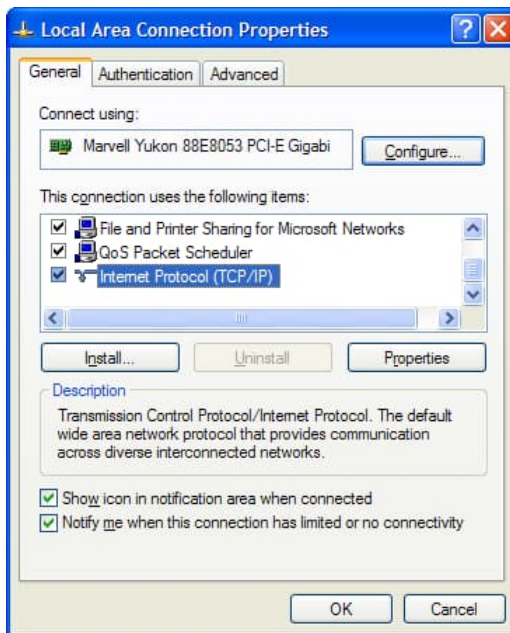 Local Area Connection Properties
General
Authentication
Advanced
Connect using:
Marvell Yukon 88E8053 PCI-E Gigabi
Configure...
This connection uses the following items:
File and Printer Sharing for Microsoft Networks
QoS Packet Scheduler
Internet Protocol (TCP/IP)
Install...
Uninstall
Properties
Description
Transmission Control Protocol/Internet Protocol. The default
wide area network protocol that provides communication
across diverse interconnected networks.
Show icon in notification area when connected
Notify me when this connection has limited or no connectivity
OK
Cancel